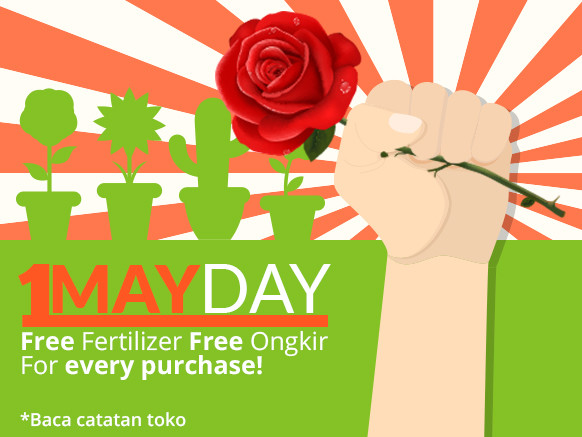 1MAYDAY
Free Fertilizer Free Ongkir
For every purchase!
*Baca catatan toko